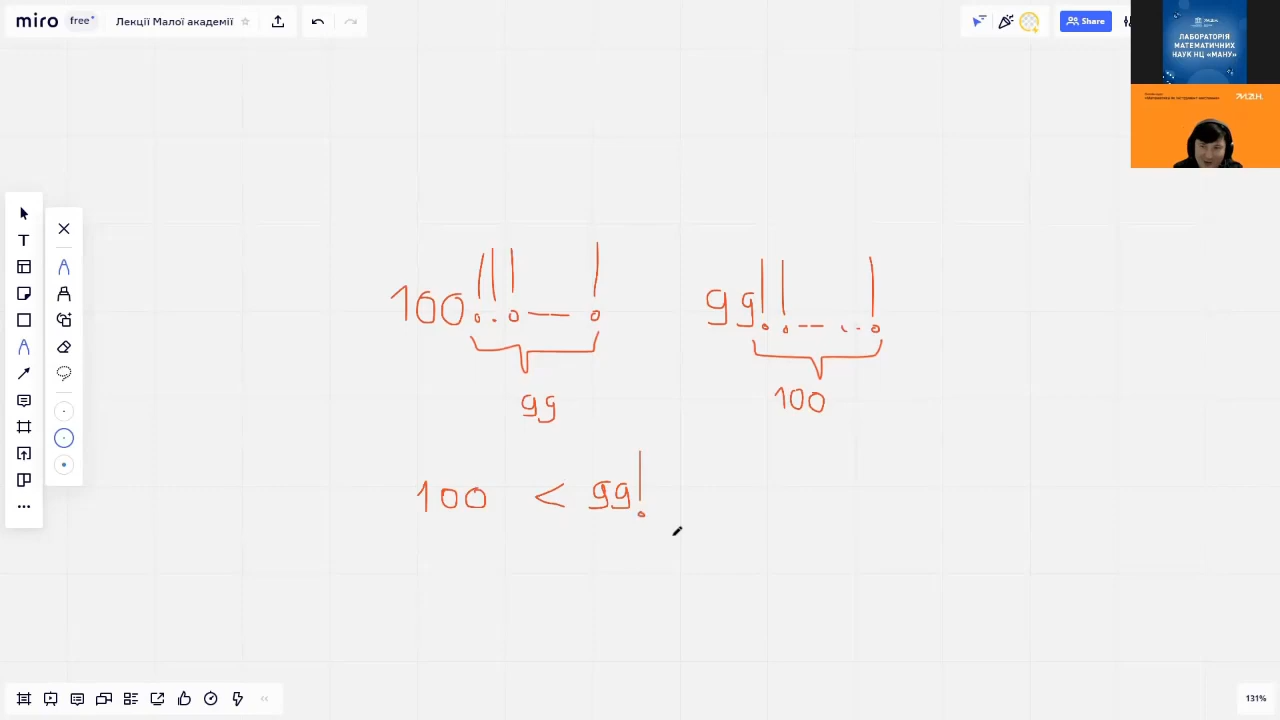 miro free Лекції Малої академії
Share
ЛАБОРАТОРІЯ
МАТЕМАТИЧНИХ
НАУК НЦ «МАНУ»
100!!! — ! 99!! -- ... !
99 100
100 < 99!
131%